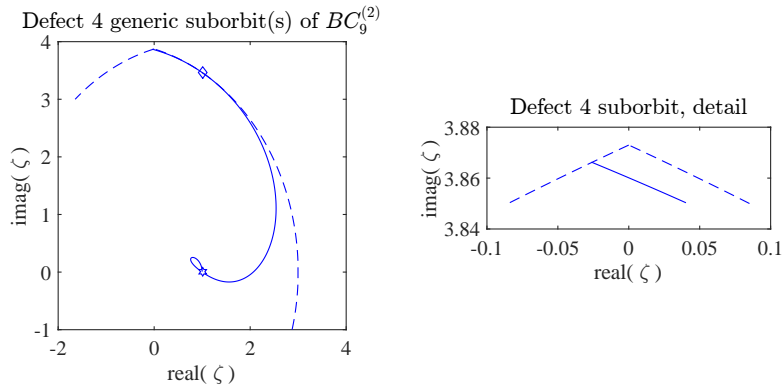 Defect 4 generic suborbit(s) of $BC_9^{(2)}$
4
3
2
1
0
-1
imag( ζ )
-2 0 2 4
real( ζ )
Defect 4 suborbit, detail
3.88
3.86
3.84
imag( ζ )
-0.1 -0.05 0 0.05 0.1
real( ζ )